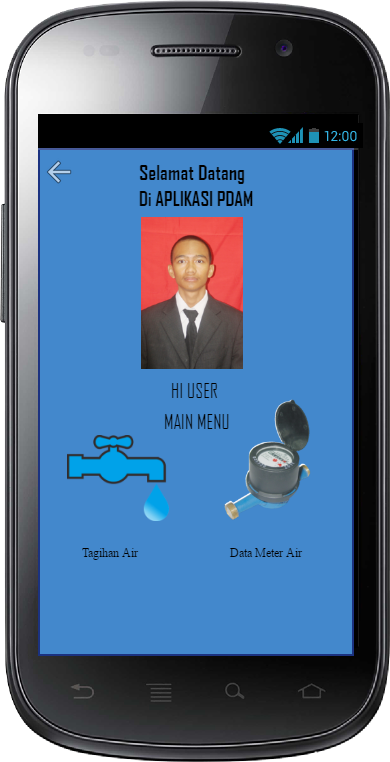 12:00
Selamat Datang
Di APLIKASI PDAM
HI USER
MAIN MENU
Tagihan Air
Data Meter Air